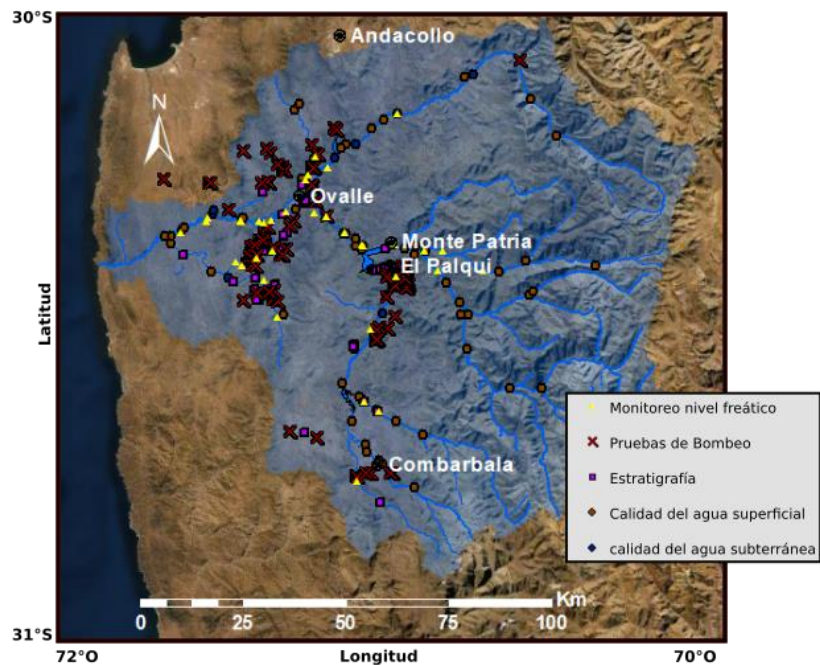 30°S
Andacollo
N
Ovalle
Monte Patria
El Palqui
Latitud
Monitoreo nivel freático
Pruebas de Bombeo
Estratigrafía
Calidad del agua superficial
calidad del agua subterránea
Combarbala
Km
0 25 50 75 100
31°S
72°O Longitud 70°O